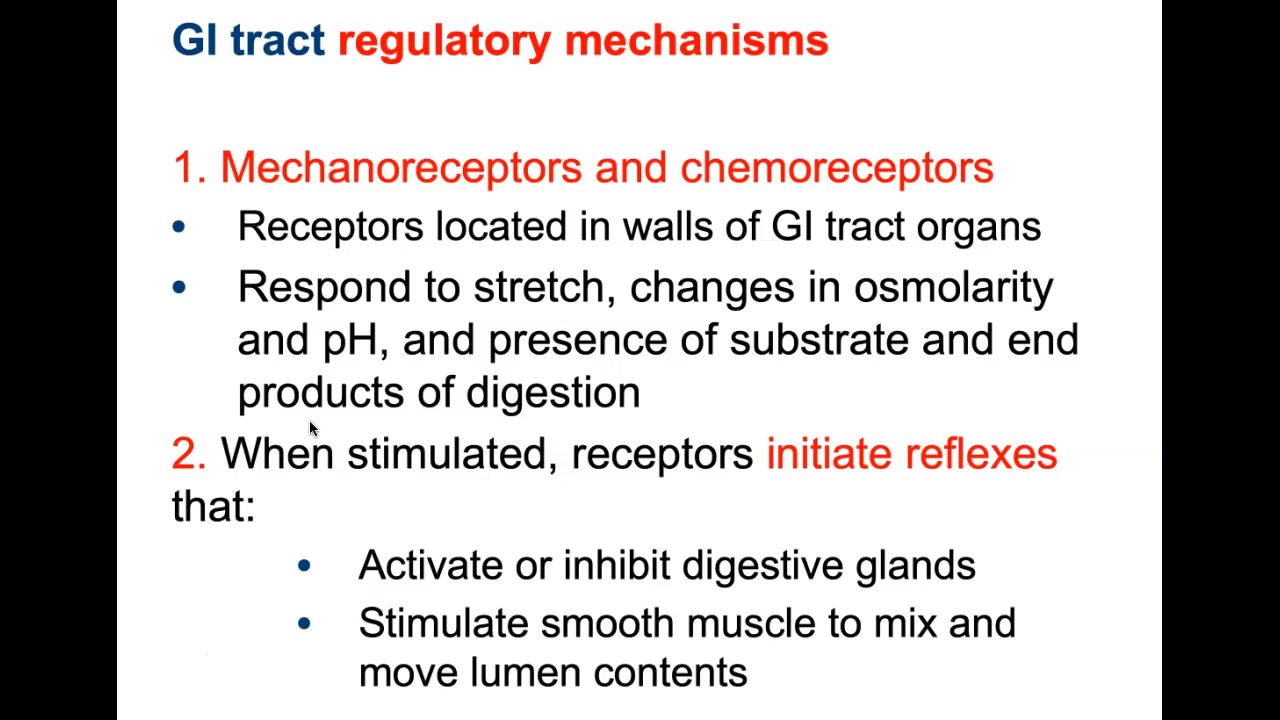 GI tract regulatory mechanisms
1. Mechanoreceptors and chemoreceptors
• Receptors located in walls of GI tract organs
• Respond to stretch, changes in osmolarity
and pH, and presence of substrate and end
products of digestion
2. When stimulated, receptors initiate reflexes
that:
• Activate or inhibit digestive glands
• Stimulate smooth muscle to mix and
move lumen contents